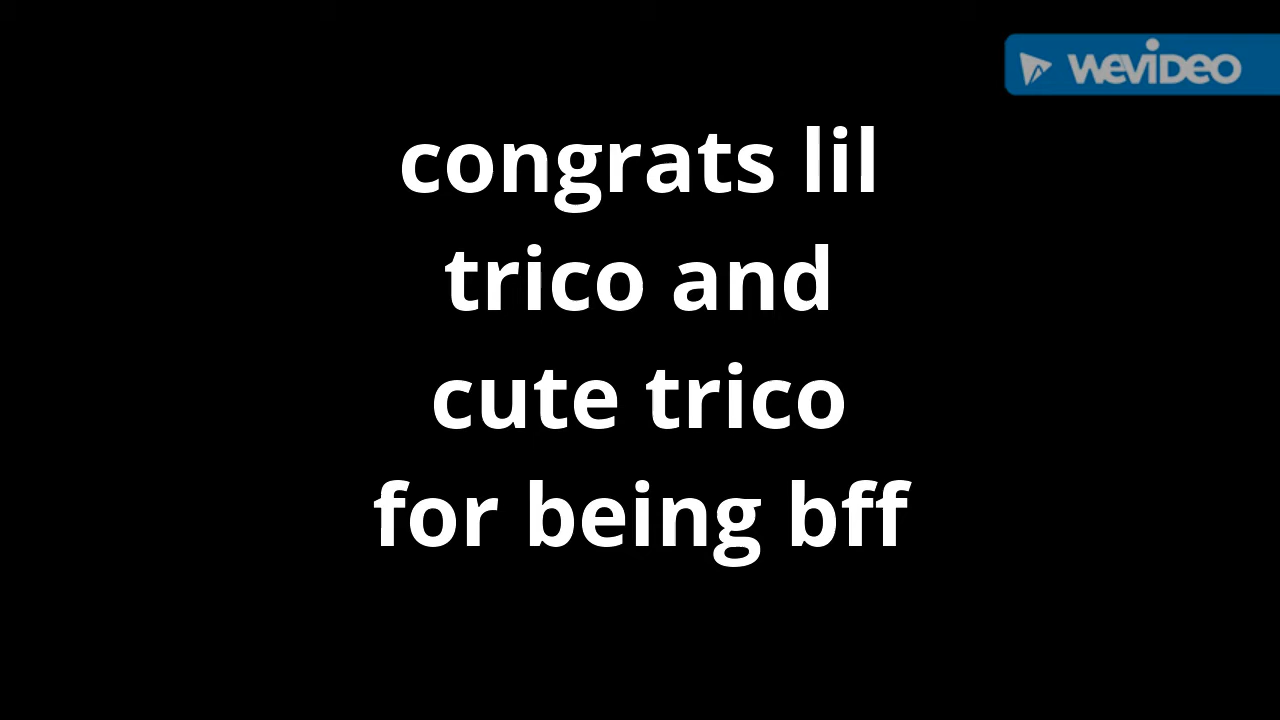 WEVIDEO
congrats lil
trico and
cute trico
for being bff